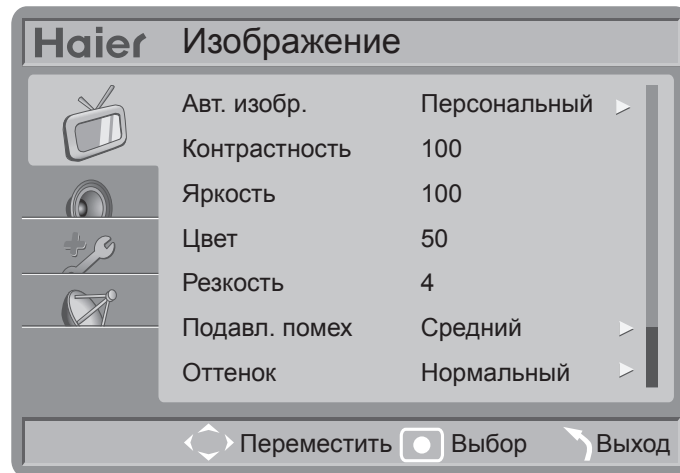 Haier Изображение
Авт. изобр. Персональный
Контрастность 100
Яркость 100
Цвет 50
Резкость 4
Подавл. помех Средний
Оттенок Нормальный
Переместить Выбор Выход